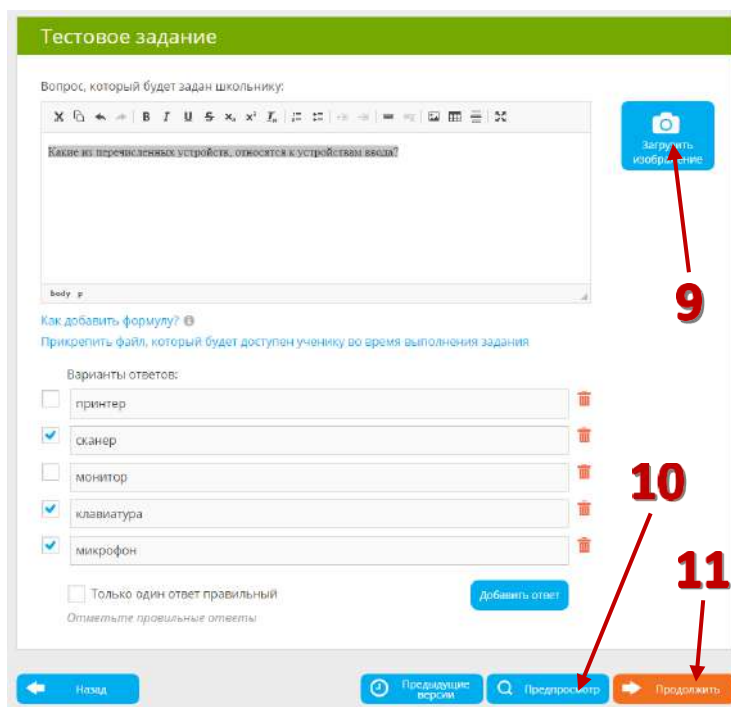 Тестовое задание
Вопрос, который будет задан школьнику:
Какие из перечисленных устройств, относятся к устройствам ввода?
Загрузить
изображение
body p
9
Как добавить формулу?
Прикрепить файл, который будет доступен ученику во время выполнения задания
Варианты ответов:
принтер
сканер
монитор
10
клавиатура
микрофон
11
Только один ответ правильный
Добавить ответ
Отметьте правильные ответы
Назад
Предыдущие
версии
Предпросмотр
Продолжить